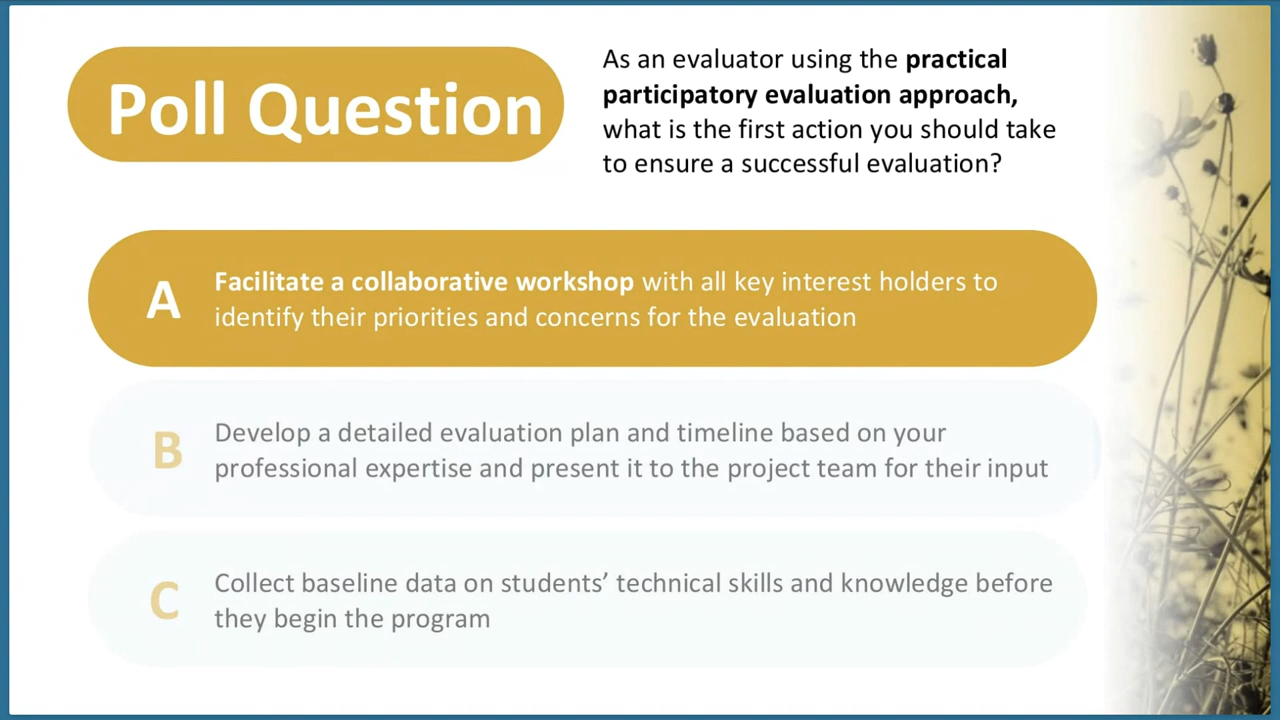 Poll Question
As an evaluator using the practical
participatory evaluation approach,
what is the first action you should take
to ensure a successful evaluation?
A
Facilitate a collaborative workshop with all key interest holders to
identify their priorities and concerns for the evaluation
B
Develop a detailed evaluation plan and timeline based on your
professional expertise and present it to the project team for their input
C
Collect baseline data on students’ technical skills and knowledge before
they begin the program